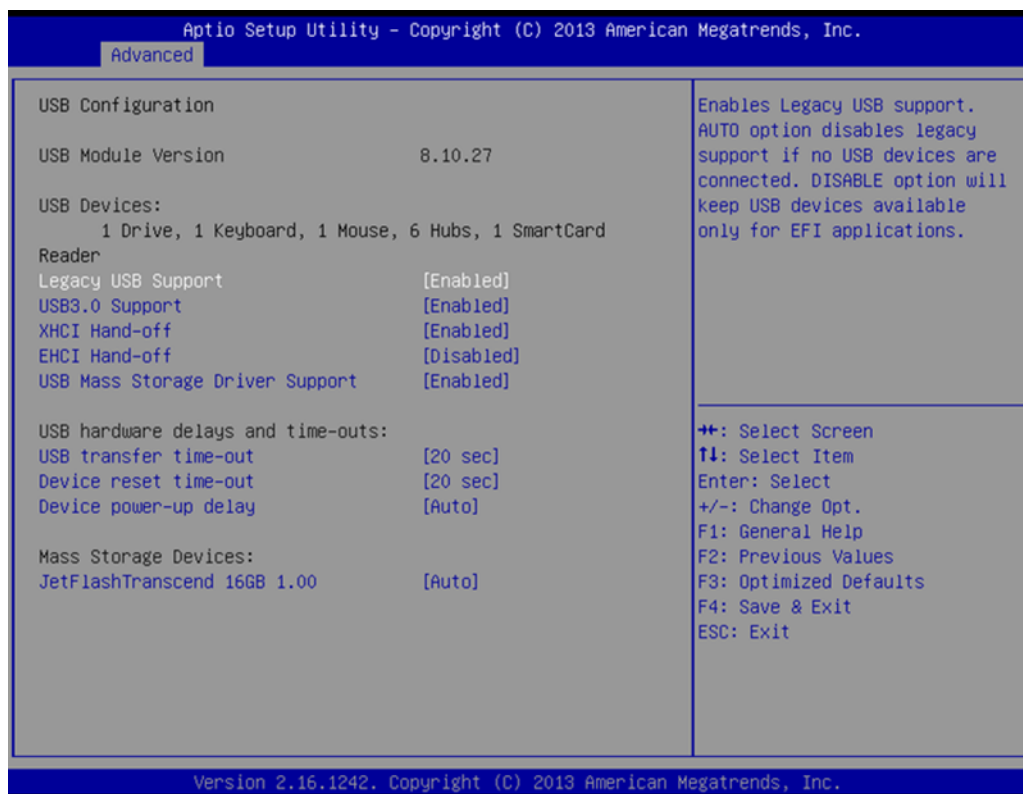 Aptio Setup Utility – Copyright (C) 2013 American Megatrends, Inc.
Advanced
USB Configuration
USB Module Version 8.10.27
USB Devices:
1 Drive, 1 Keyboard, 1 Mouse, 6 Hubs, 1 SmartCard
Reader
Legacy USB Support [Enabled]
USB3.0 Support [Enabled]
XHCI Hand-off [Enabled]
EHCI Hand-off [Disabled]
USB Mass Storage Driver Support [Enabled]
USB hardware delays and time-outs:
USB transfer time-out [20 sec]
Device reset time-out [20 sec]
Device power-up delay [Auto]
Mass Storage Devices:
JetFlashTranscend 16GB 1.00 [Auto]
Enables Legacy USB support.
AUTO option disables legacy
support if no USB devices are
connected. DISABLE option will
keep USB devices available
only for EFI applications.
→←: Select Screen
↑↓: Select Item
Enter: Select
+/-: Change Opt.
F1: General Help
F2: Previous Values
F3: Optimized Defaults
F4: Save & Exit
ESC: Exit
Version 2.16.1242. Copyright (C) 2013 American Megatrends, Inc.